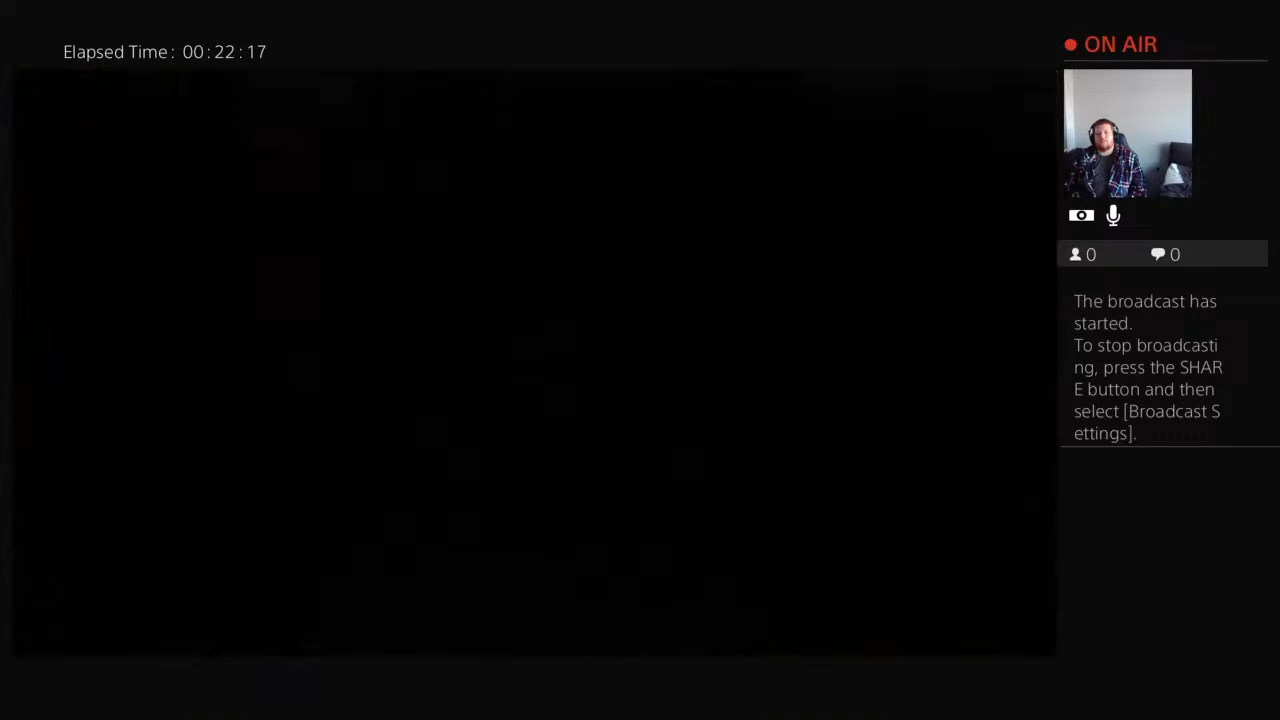 Elapsed Time: 00:22:17
ON AIR
0
0
The broadcast has
started.
To stop broadcasti
ng, press the SHAR
E button and then
select [Broadcast S
ettings].